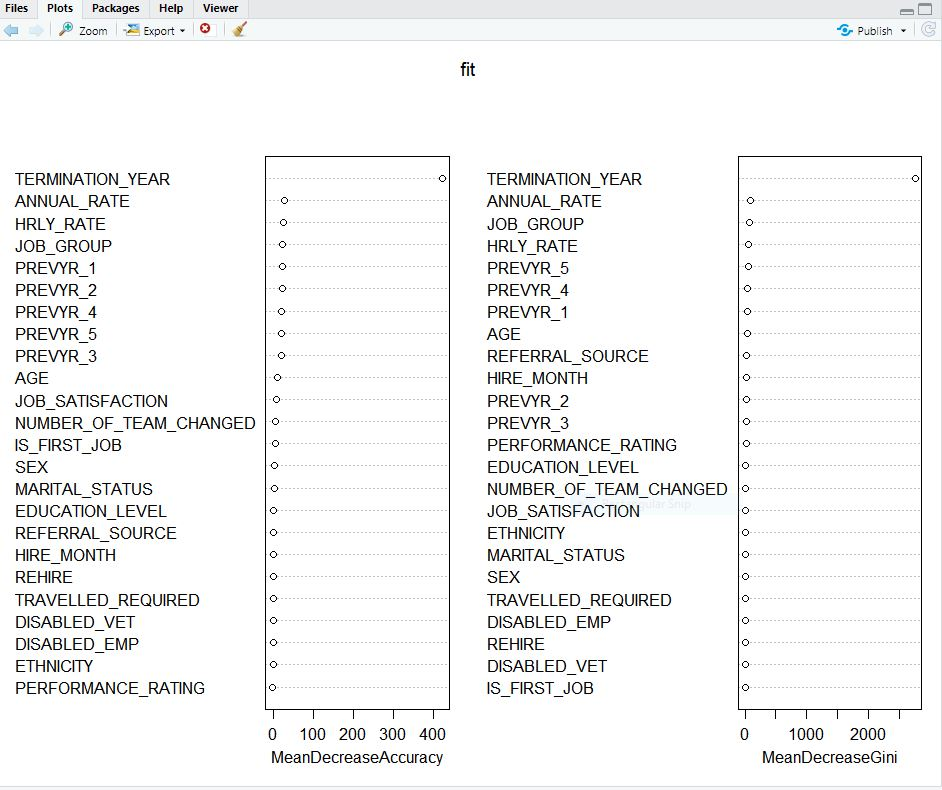 Files Plots Packages Help Viewer
Zoom Export Publish
fit
TERMINATION_YEAR
ANNUAL_RATE
HRLY_RATE
JOB_GROUP
PREVYR_1
PREVYR_2
PREVYR_4
PREVYR_5
PREVYR_3
AGE
JOB_SATISFACTION
NUMBER_OF_TEAM_CHANGED
IS_FIRST_JOB
SEX
MARITAL_STATUS
EDUCATION_LEVEL
REFERRAL_SOURCE
HIRE_MONTH
REHIRE
TRAVELLED_REQUIRED
DISABLED_VET
DISABLED_EMP
ETHNICITY
PERFORMANCE_RATING
0 100 200 300 400
MeanDecreaseAccuracy
TERMINATION_YEAR
ANNUAL_RATE
JOB_GROUP
HRLY_RATE
PREVYR_5
PREVYR_4
PREVYR_1
AGE
REFERRAL_SOURCE
HIRE_MONTH
PREVYR_2
PREVYR_3
PERFORMANCE_RATING
EDUCATION_LEVEL
NUMBER_OF_TEAM_CHANGED
JOB_SATISFACTION
ETHNICITY
MARITAL_STATUS
SEX
TRAVELLED_REQUIRED
DISABLED_EMP
REHIRE
DISABLED_VET
IS_FIRST_JOB
0 1000 2000
MeanDecreaseGini